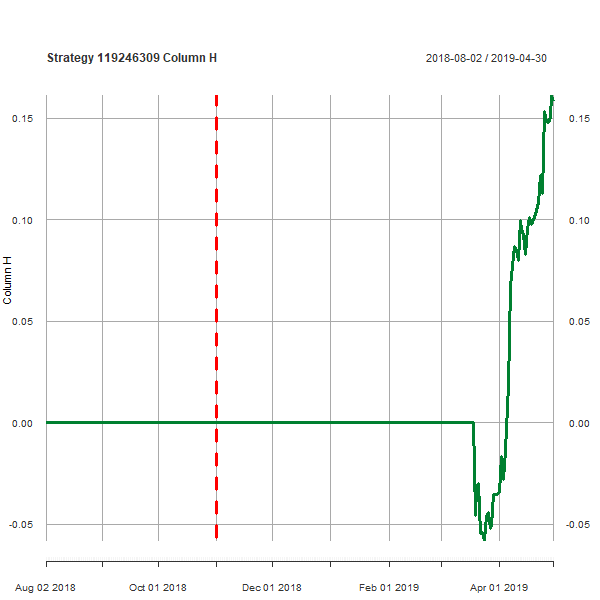 Strategy 119246309 Column H
2018-08-02 / 2019-04-30
0.15
0.15
0.10
0.10
0.05
0.05
0.00
0.00
-0.05
-0.05
Column H
Aug 02 2018
Oct 01 2018
Dec 01 2018
Feb 01 2019
Apr 01 2019